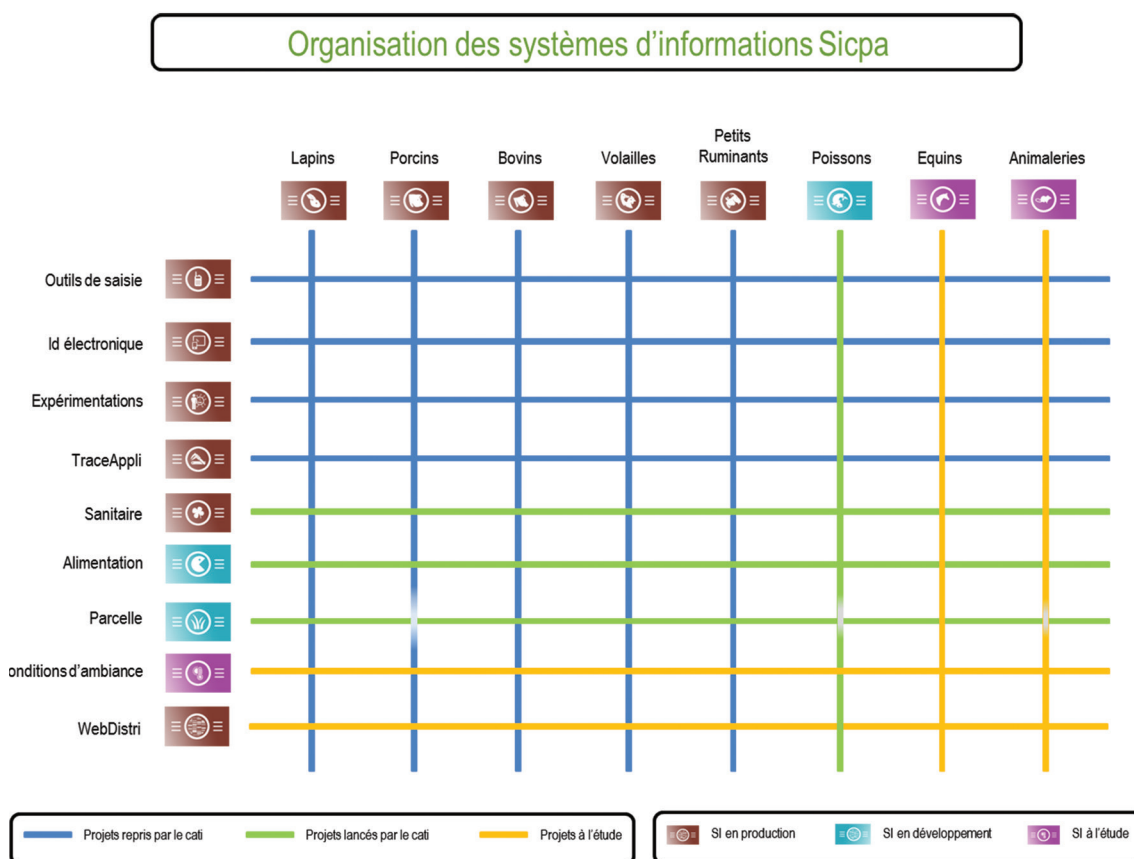 Organisation des systèmes d'informations Sicpa
Lapins
Porcins
Bovins
Volailles
Petits
Ruminants
Poissons
Equins
Animaleries
Outils de saisie
Id électronique
Expérimentations
TraceAppli
Sanitaire
Alimentation
Parcelle
onditions d'ambiance
WebDistri
Projets repris par le cati
Projets lancés par le cati
Projets à l'étude
SI en production
SI en développement
SI à l'étude